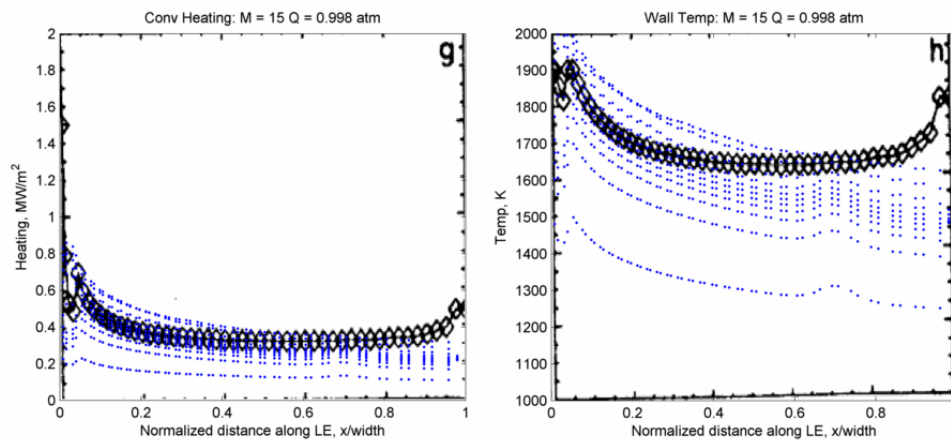 Conv Heating: M = 15 Q = 0.998 atm
g
2
1.8
1.6
1.4
1.2
1
0.8
0.6
0.4
0.2
0
Heating, MW/m²
0 0.2 0.4 0.6 0.8 1
Normalized distance along LE, x/width
Wall Temp: M = 15 Q = 0.998 atm
h
2000
1900
1800
1700
1600
1500
1400
1300
1200
1100
1000
Temp, K
0 0.2 0.4 0.6 0.8
Normalized distance along LE, x/width